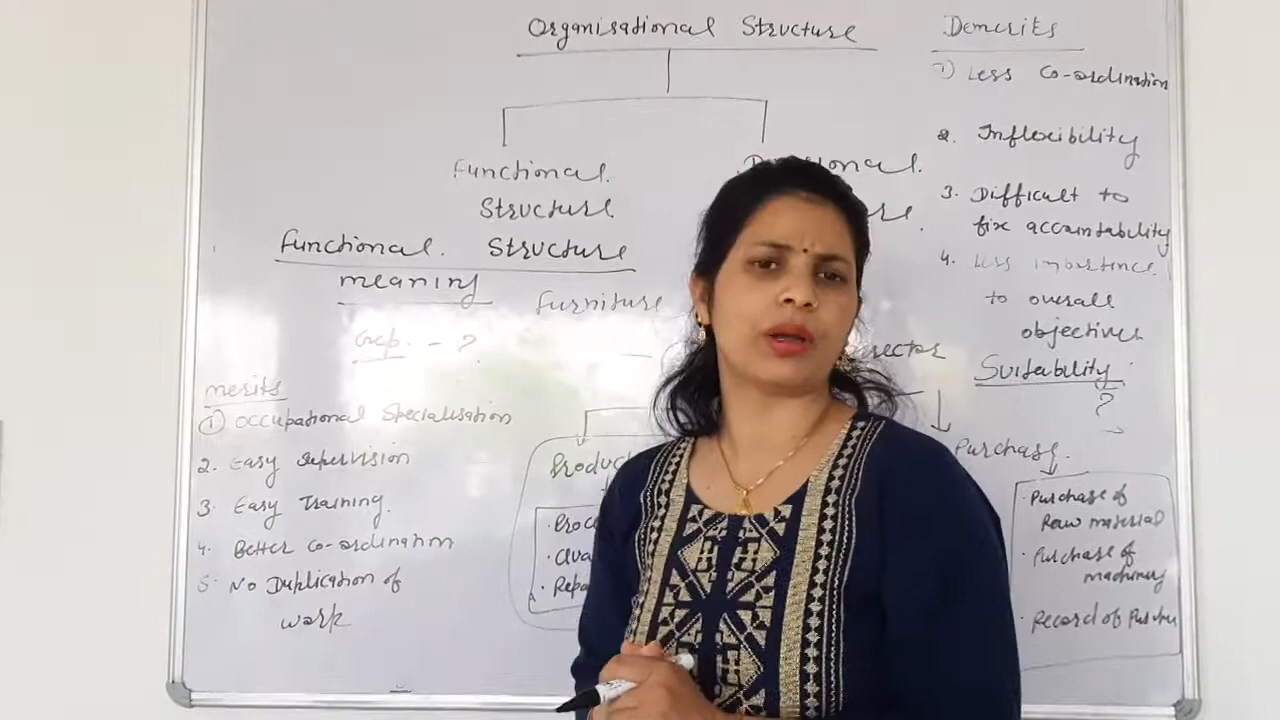 Organisational Structure
Functional
Structure
Functional Structure
meaning
Furniture
- ?
merits
① Occupational Specialisation
2. Easy Supervision
3. Easy Training.
4. Better Co-ordination
5. No Duplication of
work
Purchase.
• Purchase of
Raw material
• Purchase of
machinery
• Record of
Demerits
① Less Co-ordination
2. Inflexibility
3. Difficult to
fix accountability
4. Less importance
to overall
objectives
Suitability
?